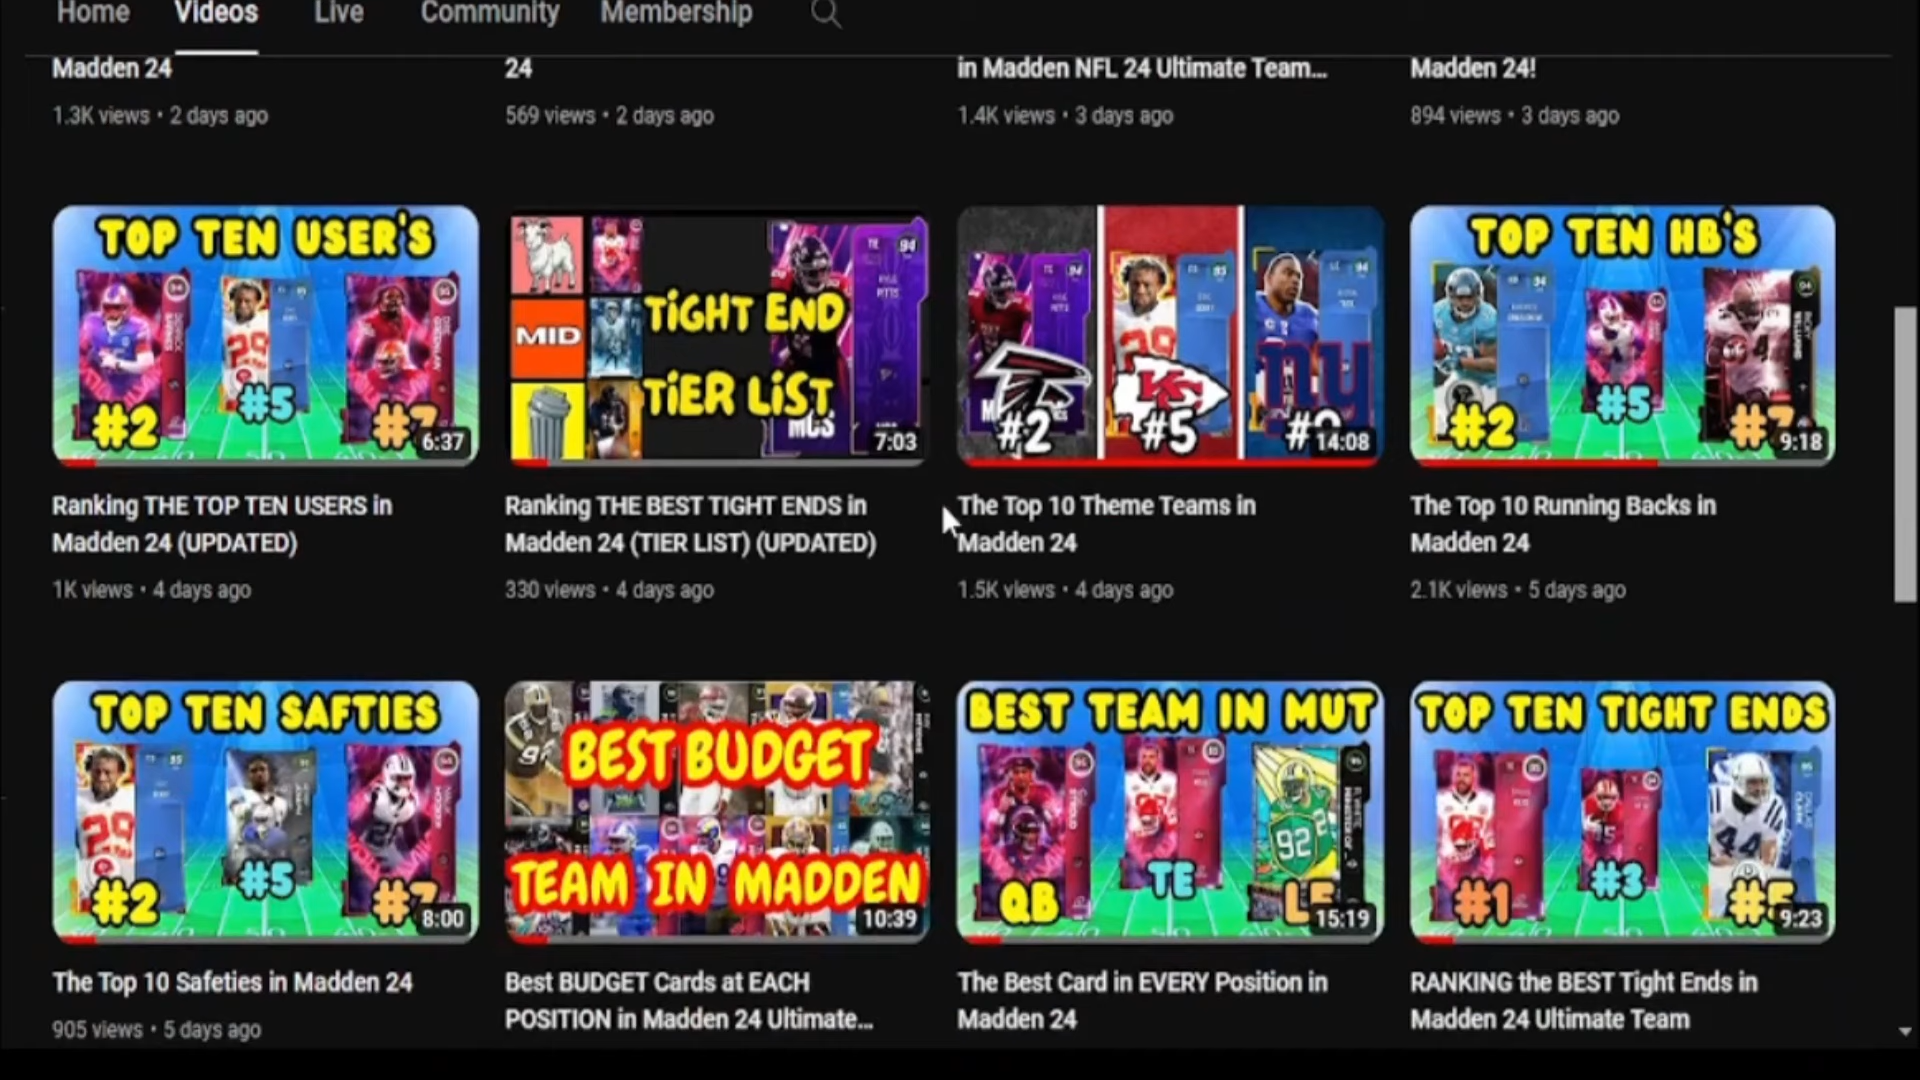 Home Videos Live Community Membership
Madden 24
24
in Madden NFL 24 Ultimate Team...
Madden 24!
1.3K views • 2 days ago
569 views • 2 days ago
1.4K views • 3 days ago
894 views • 3 days ago
TOP TEN USER'S
#2
#5
#7
6:37
MID
TIGHT END
TIER LIST
94
7:03
#2
#5
14:08
TOP TEN HB'S
#2
#5
#7
9:18
Ranking THE TOP TEN USERS in
Madden 24 (UPDATED)
1K views • 4 days ago
Ranking THE BEST TIGHT ENDS in
Madden 24 (TIER LIST) (UPDATED)
330 views • 4 days ago
The Top 10 Theme Teams in
Madden 24
1.5K views • 4 days ago
The Top 10 Running Backs in
Madden 24
2.1K views • 5 days ago
TOP TEN SAFTIES
#2
#5
#7
8:00
BEST BUDGET
TEAM IN MADDEN
10:39
BEST TEAM IN MUT
QB
TE
92
15:19
TOP TEN TIGHT ENDS
#1
#3
44
9:23
The Top 10 Safeties in Madden 24
905 views • 5 days ago
Best BUDGET Cards at EACH
POSITION in Madden 24 Ultimate...
The Best Card in EVERY Position in
Madden 24
RANKING the BEST Tight Ends in
Madden 24 Ultimate Team